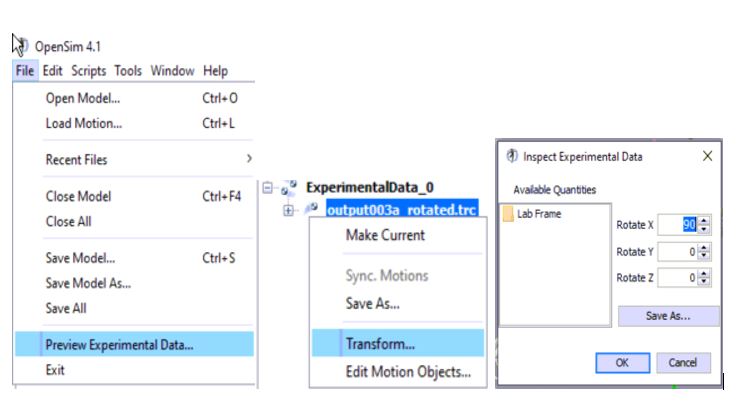 OpenSim 4.1
File Edit Scripts Tools Window Help
Open Model... Ctrl+O
Load Motion... Ctrl+L
Recent Files >
Close Model Ctrl+F4
Close All
Save Model... Ctrl+S
Save Model As...
Save All
Preview Experimental Data...
Exit
ExperimentalData_0
output003a_rotated.trc
Make Current
Sync. Motions
Save As...
Transform...
Edit Motion Objects...
Inspect Experimental Data X
Available Quantities
Lab Frame
Rotate X 90
Rotate Y 0
Rotate Z 0
Save As...
OK Cancel